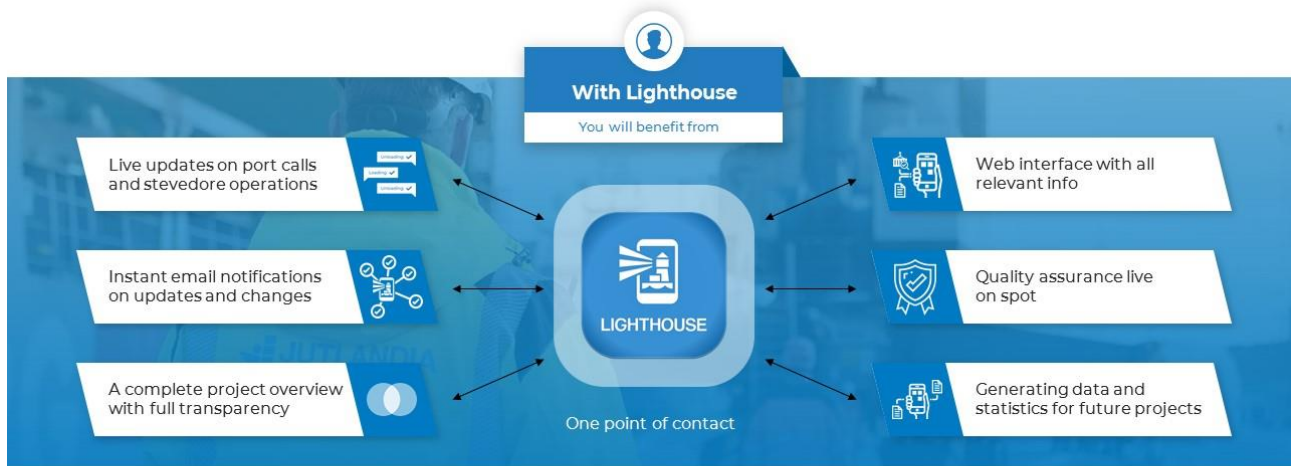 With Lighthouse
You will benefit from
Live updates on port calls
and stevedore operations
Unloading
Loading
Unloading
Instant email notifications
on updates and changes
A complete project overview
with full transparency
JUTLANDIA
LIGHTHOUSE
One point of contact
Web interface with all
relevant info
Quality assurance live
on spot
Generating data and
statistics for future projects